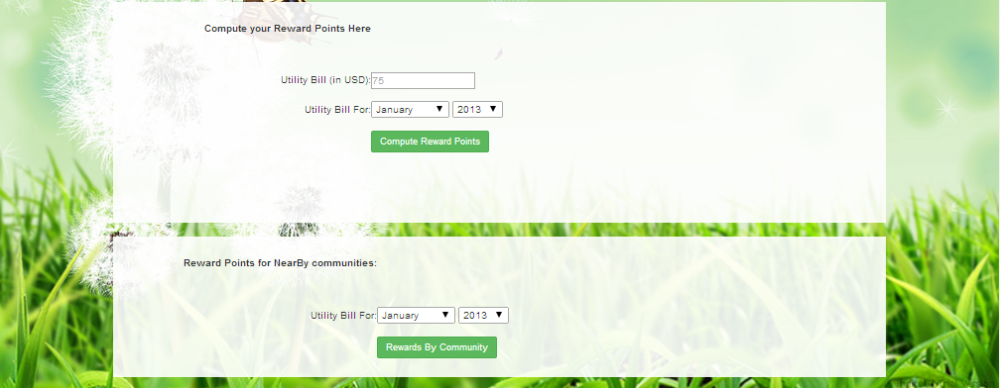 Compute your Reward Points Here
Utility Bill (in USD): 75
Utility Bill For: January 2013
Compute Reward Points
Reward Points for NearBy communities:
Utility Bill For: January 2013
Rewards By Community